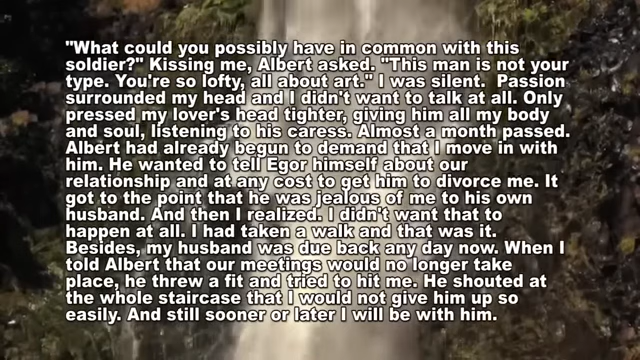 "What could you possibly have in common with this
soldier?" Kissing me, Albert asked. "This man is not your
type. You're so lofty, all about art." I was silent.  Passion
surrounded my head and I didn't want to talk at all. Only
pressed my lover's head tighter, giving him all my body
and soul, listening to his caress. Almost a month passed.
Albert had already begun to demand that I move in with
him. He wanted to tell Egor himself about our
relationship and at any cost to get him to divorce me. It
got to the point that he was jealous of me to his own
husband. And then I realized. I didn't want that to
happen at all. I had taken a walk and that was it.
Besides, my husband was due back any day now. When I
told Albert that our meetings would no longer take
place, he threw a fit and tried to hit me. He shouted at
the whole staircase that I would not give him up so
easily. And still sooner or later I will be with him.